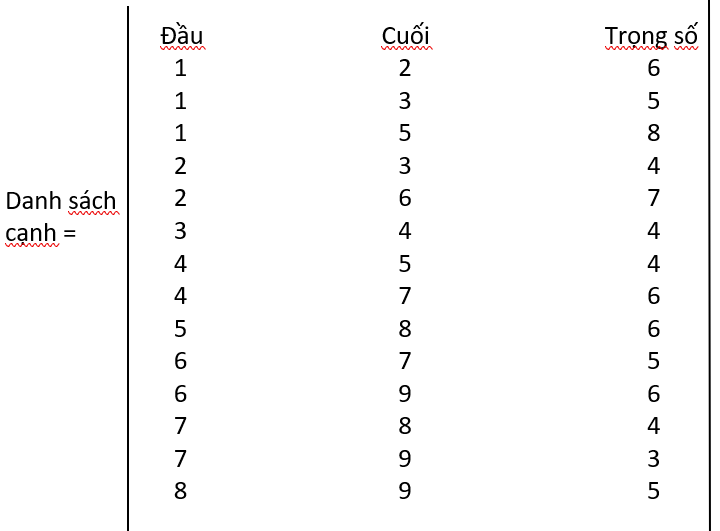 Đầu Cuối Trọng số
1 2 6
1 3 5
1 5 8
2 3 4
Danh sách
2 6 7
cạnh =
3 4 4
4 5 4
4 7 6
5 8 6
6 7 5
6 9 6
7 8 4
7 9 3
8 9 5